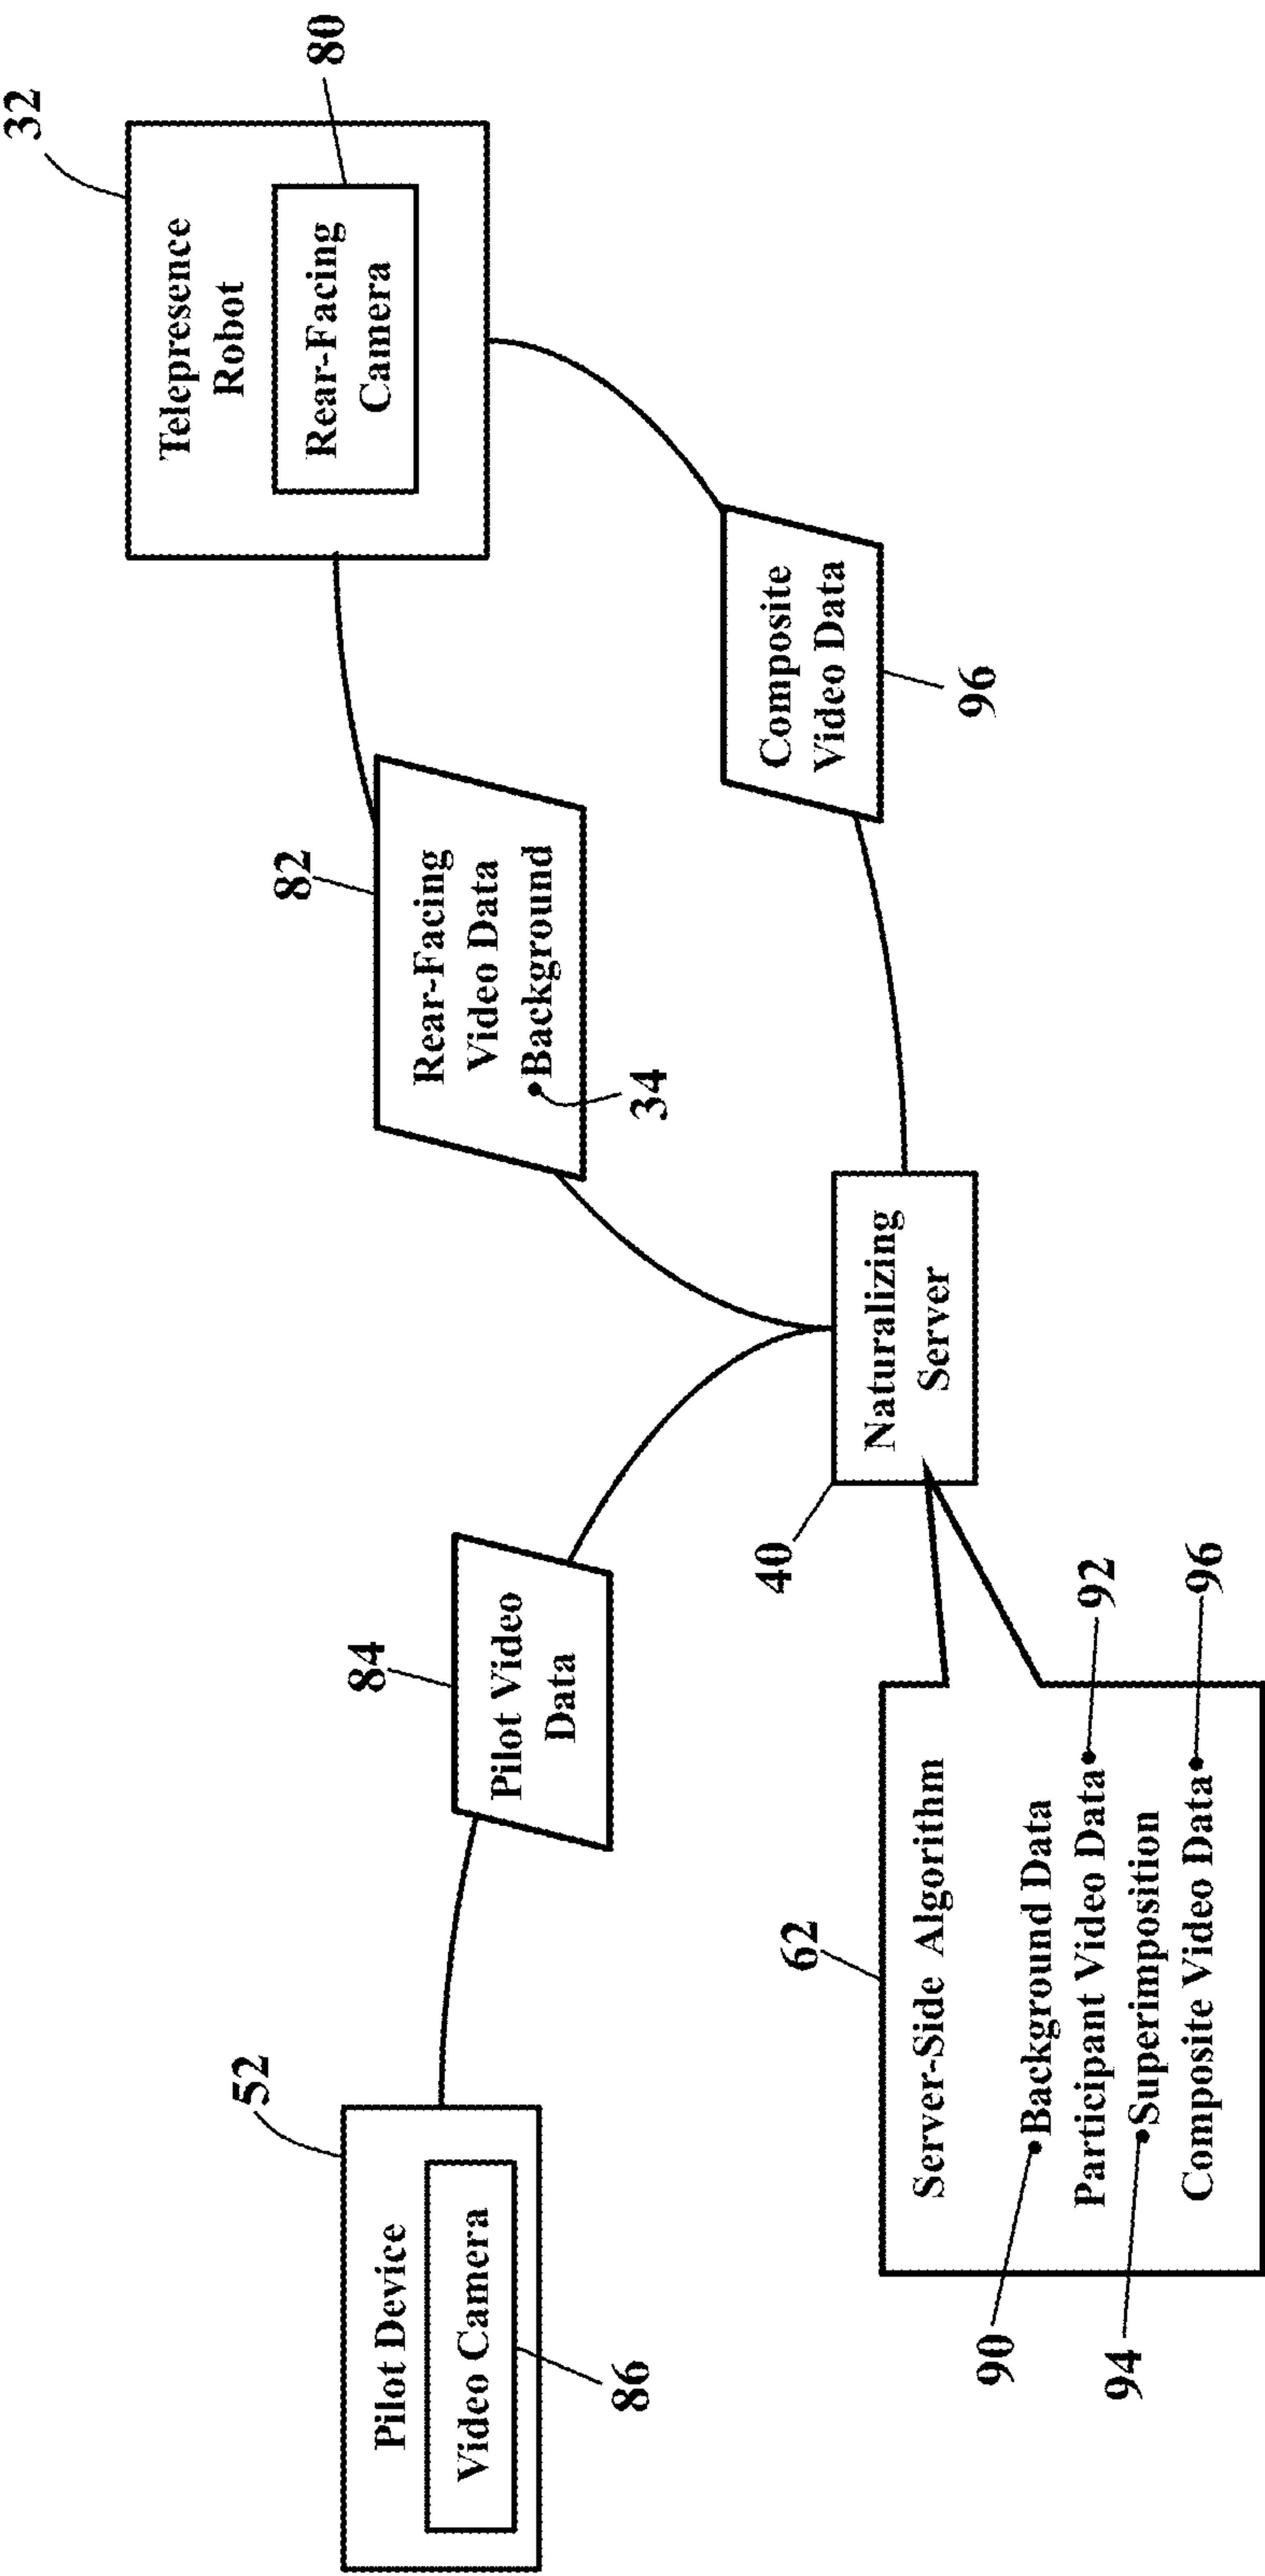 52
Pilot Device
Video Camera
86
84
Pilot Video
Data
82
Rear-Facing
Video Data
•Background
34
32
Telepresence
Robot
Rear-Facing
Camera
80
Composite
Video Data
96
40
Naturalizing
Server
62
Server-Side Algorithm
90
•Background Data
Participant Video Data•
92
94
•Superimposition
Composite Video Data•
96